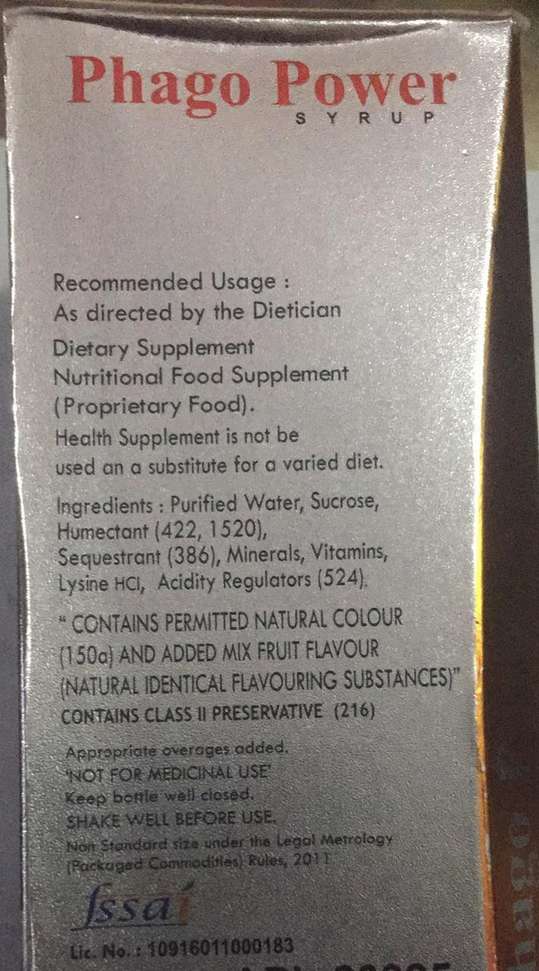 Phago Power
SYRUP
Recommended Usage :
As directed by the Dietician
Dietary Supplement
Nutritional Food Supplement
(Proprietary Food).
Health Supplement is not be
used an a substitute for a varied diet.
Ingredients : Purified Water, Sucrose,
Humectant (422, 1520),
Sequestrant (386), Minerals, Vitamins,
Lysine HCl, Acidity Regulators (524).
“ CONTAINS PERMITTED NATURAL COLOUR
(150a) AND ADDED MIX FRUIT FLAVOUR
(NATURAL IDENTICAL FLAVOURING SUBSTANCES)”
CONTAINS CLASS II PRESERVATIVE (216)
Appropriate overages added.
'NOT FOR MEDICINAL USE'
Keep bottle well closed.
SHAKE WELL BEFORE USE.
Non Standard size under the Legal Metrology
(Packaged Commodities) Rules, 2011
fssai
Lic. No. : 10916011000183